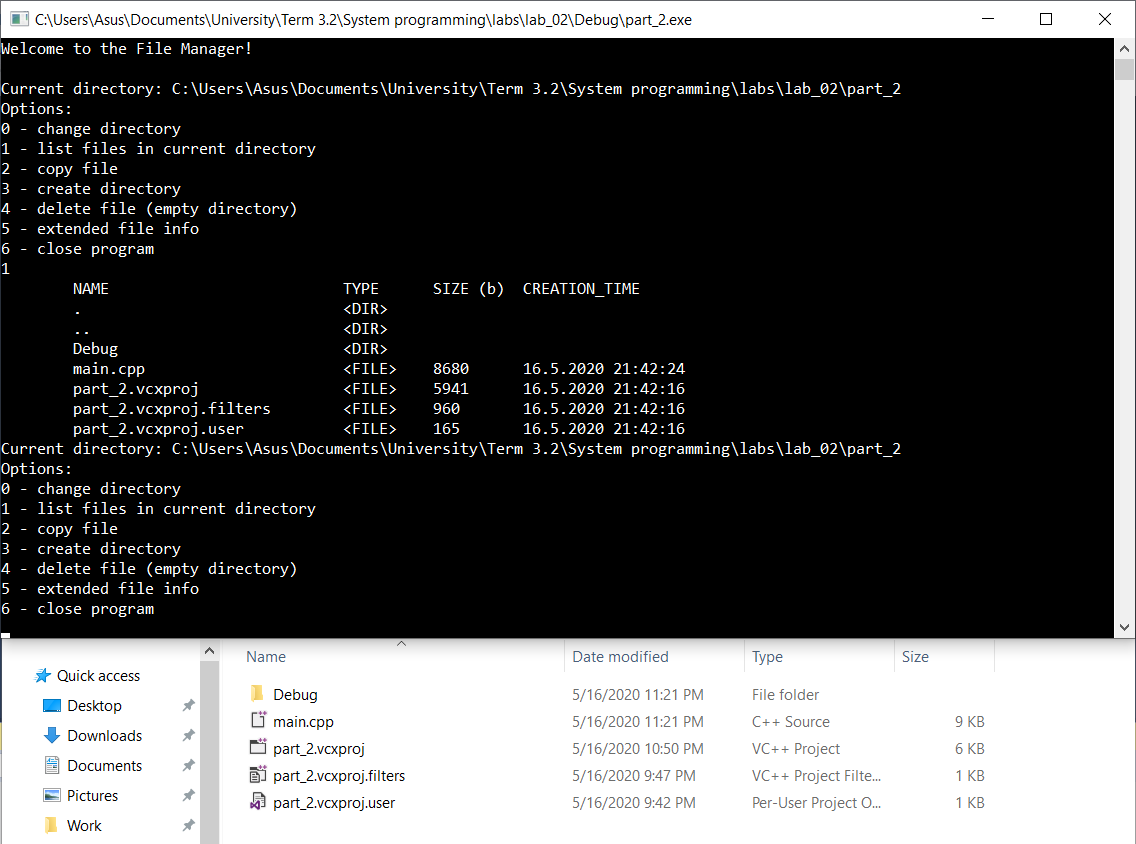 C:\Users\Asus\Documents\University\Term 3.2\System programming\labs\lab_02\Debug\part_2.exe
Welcome to the File Manager!
Current directory: C:\Users\Asus\Documents\University\Term 3.2\System programming\labs\lab_02\part_2
Options:
0 - change directory
1 - list files in current directory
2 - copy file
3 - create directory
4 - delete file (empty directory)
5 - extended file info
6 - close program
1
NAME TYPE SIZE (b) CREATION_TIME
. <DIR>
.. <DIR>
Debug <DIR>
main.cpp <FILE> 8680 16.5.2020 21:42:24
part_2.vcxproj <FILE> 5941 16.5.2020 21:42:16
part_2.vcxproj.filters <FILE> 960 16.5.2020 21:42:16
part_2.vcxproj.user <FILE> 165 16.5.2020 21:42:16
Current directory: C:\Users\Asus\Documents\University\Term 3.2\System programming\labs\lab_02\part_2
Options:
0 - change directory
1 - list files in current directory
2 - copy file
3 - create directory
4 - delete file (empty directory)
5 - extended file info
6 - close program
Quick access
Desktop
Downloads
Documents
Pictures
Work
Name Date modified Type Size
Debug 5/16/2020 11:21 PM File folder
main.cpp 5/16/2020 11:21 PM C++ Source 9 KB
part_2.vcxproj 5/16/2020 10:50 PM VC++ Project 6 KB
part_2.vcxproj.filters 5/16/2020 9:47 PM VC++ Project Filte... 1 KB
part_2.vcxproj.user 5/16/2020 9:42 PM Per-User Project O... 1 KB